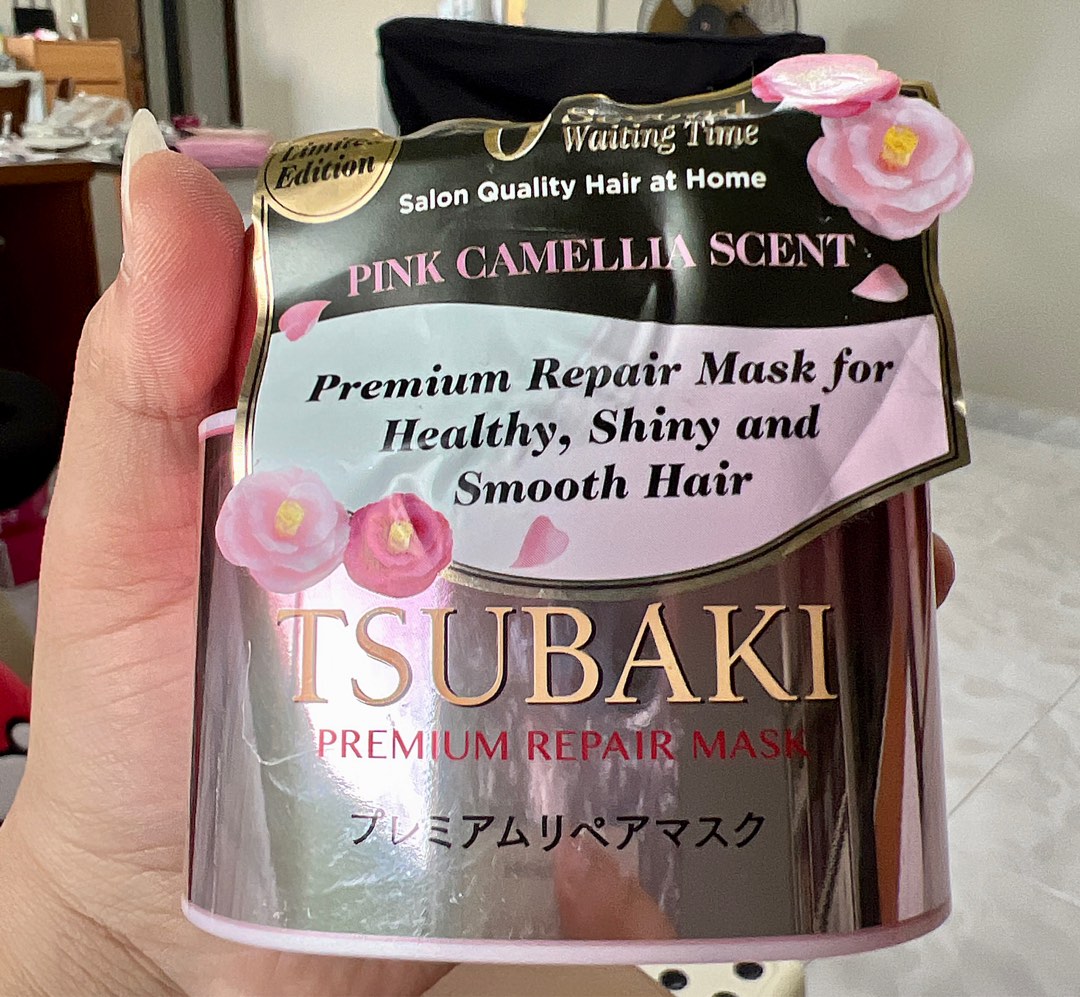 Limited
Edition
Waiting Time
Salon Quality Hair at Home
PINK CAMELLIA SCENT
Premium Repair Mask for
Healthy, Shiny and
Smooth Hair
TSUBAKI
PREMIUM REPAIR MASK
プレミアムリペアマスク